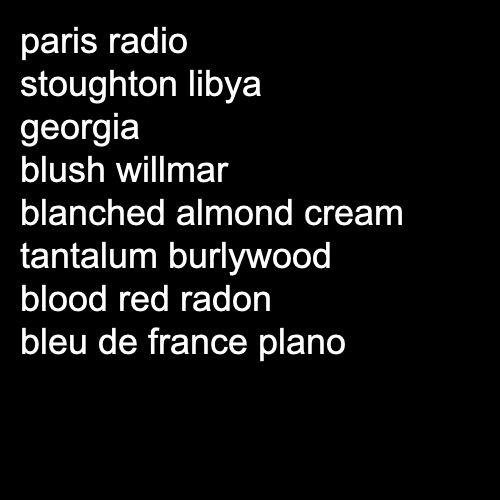 paris radio
stoughton libya
georgia
blush willmar
blanched almond cream
tantalum burlywood
blood red radon
bleu de france plano